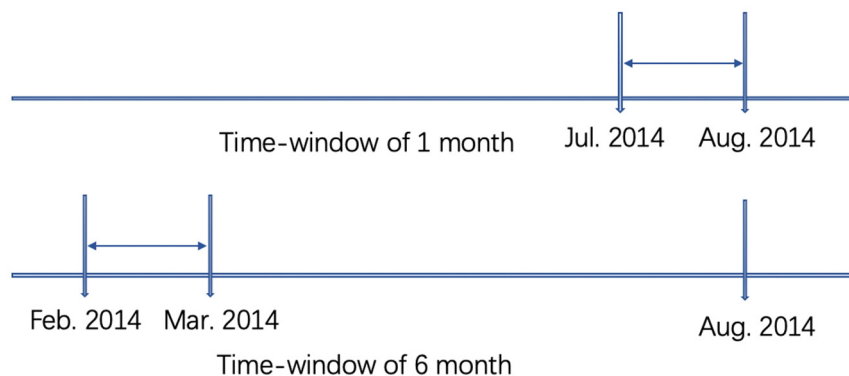 Time-window of 1 month
Jul. 2014
Aug. 2014
Feb. 2014
Mar. 2014
Aug. 2014
Time-window of 6 month